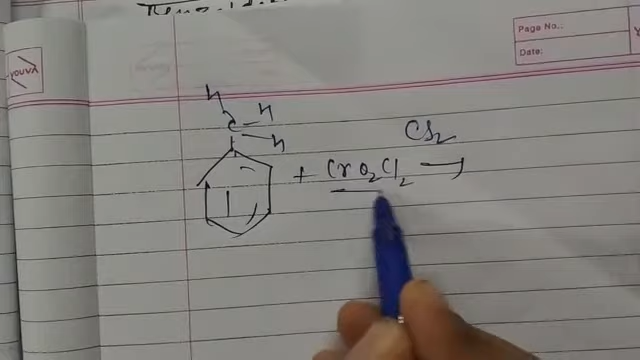 Page No.:
Date:
YOUVA
H
C H
H
CS2
+ CrO2Cl2 →